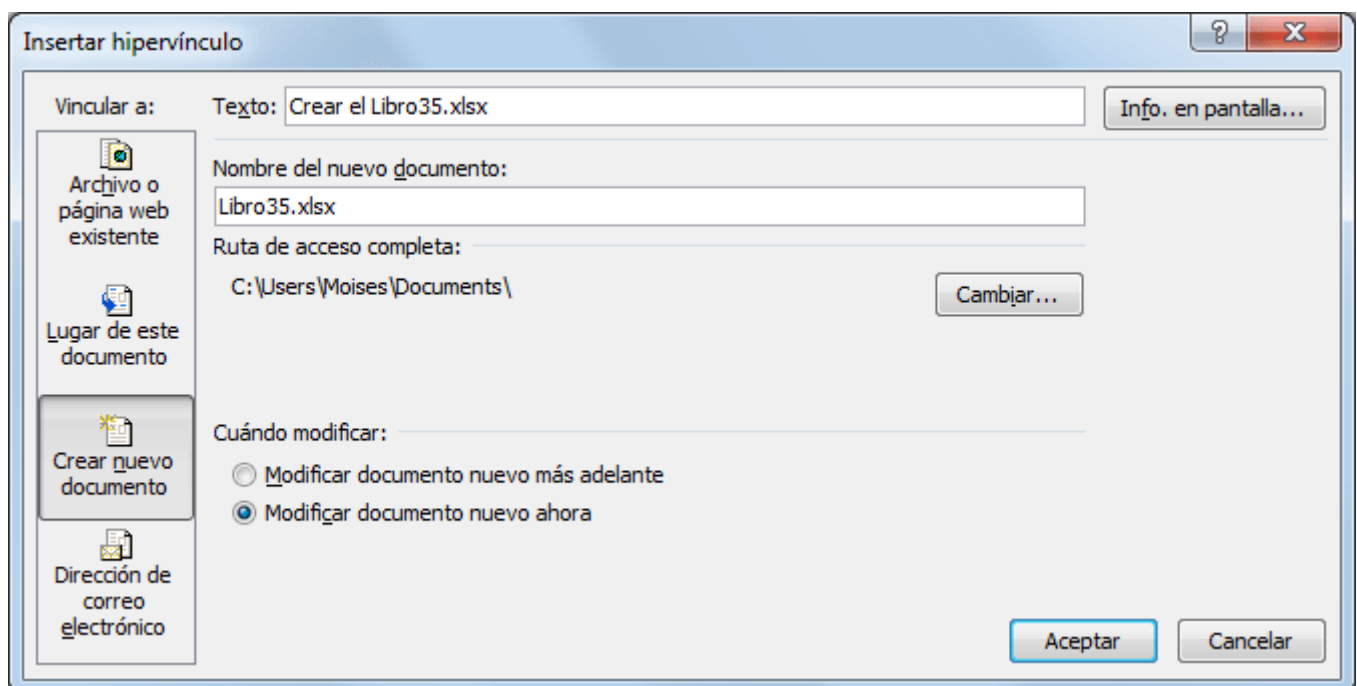 Insertar hipervínculo
Vincular a:
Texto: Crear el Libro35.xlsx
Info. en pantalla...
Archivo o
página web
existente
Lugar de este
documento
Crear nuevo
documento
Dirección de
correo
electrónico
Nombre del nuevo documento:
Libro35.xlsx
Ruta de acceso completa:
C:\Users\Moises\Documents\
Cambiar...
Cuándo modificar:
Modificar documento nuevo más adelante
Modificar documento nuevo ahora
Aceptar
Cancelar